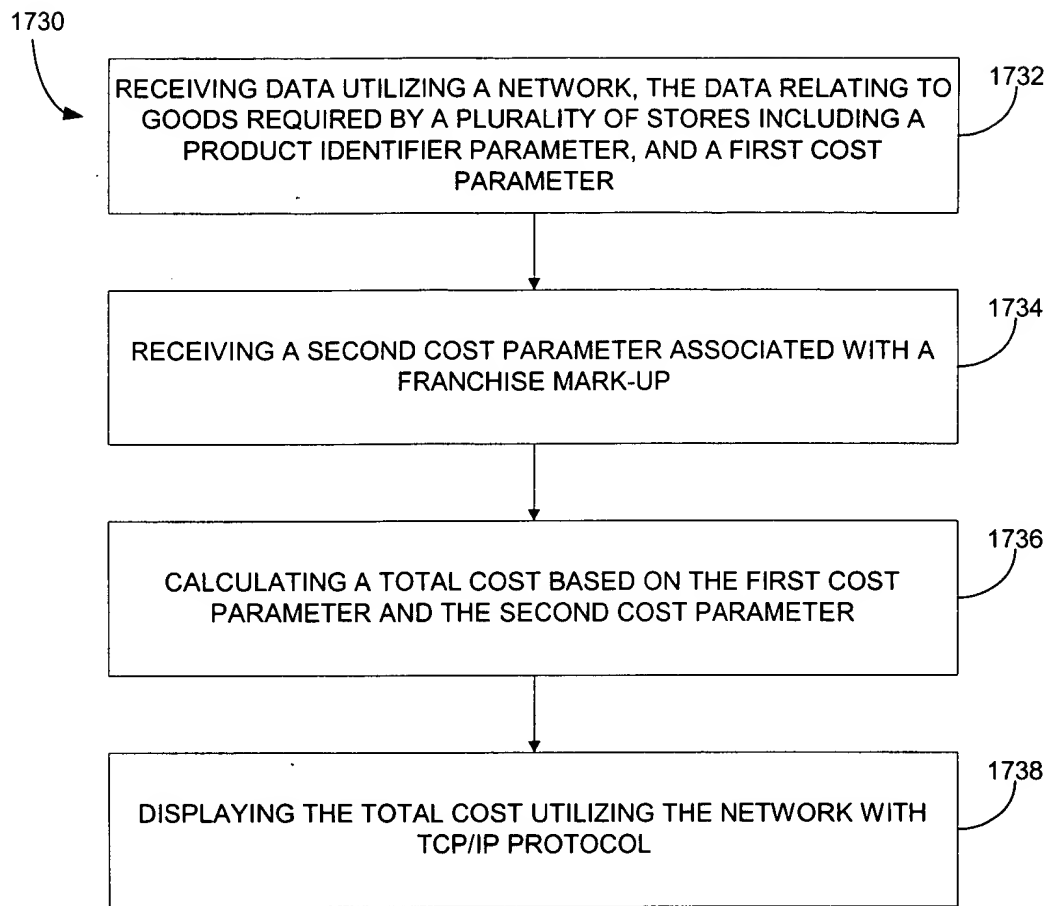 1730
1732
RECEIVING DATA UTILIZING A NETWORK, THE DATA RELATING TO
GOODS REQUIRED BY A PLURALITY OF STORES INCLUDING A
PRODUCT IDENTIFIER PARAMETER, AND A FIRST COST
PARAMETER
1734
RECEIVING A SECOND COST PARAMETER ASSOCIATED WITH A
FRANCHISE MARK-UP
1736
CALCULATING A TOTAL COST BASED ON THE FIRST COST
PARAMETER AND THE SECOND COST PARAMETER
1738
DISPLAYING THE TOTAL COST UTILIZING THE NETWORK WITH
TCP/IP PROTOCOL